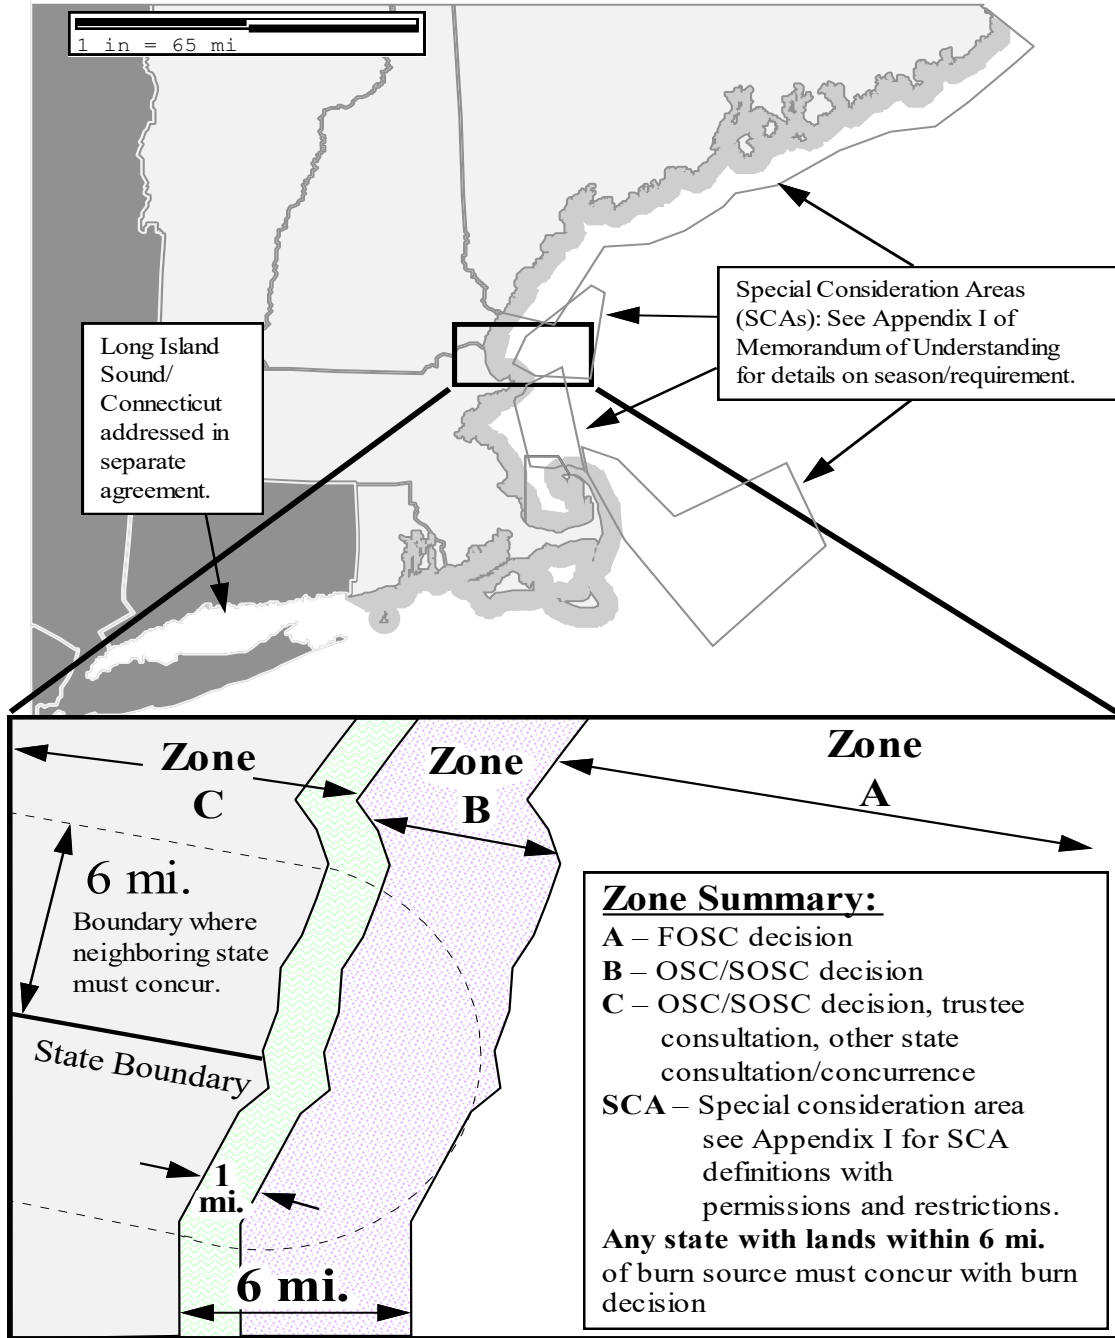 1 in = 65 mi
Special Consideration Areas
(SCAs): See Appendix I of
Memorandum of Understanding
for details on season/requirement.
Long Island
Sound/
Connecticut
addressed in
separate
agreement.
Zone
C
Zone
B
Zone
A
6 mi.
Boundary where
neighboring state
must concur.
State Boundary
1
mi.
6 mi.
Zone Summary:
A – FOSC decision
B – OSC/SOSC decision
C – OSC/SOSC decision, trustee
consultation, other state
consultation/concurrence
SCA – Special consideration area
see Appendix I for SCA
definitions with
permissions and restrictions.
Any state with lands within 6 mi.
of burn source must concur with burn
decision